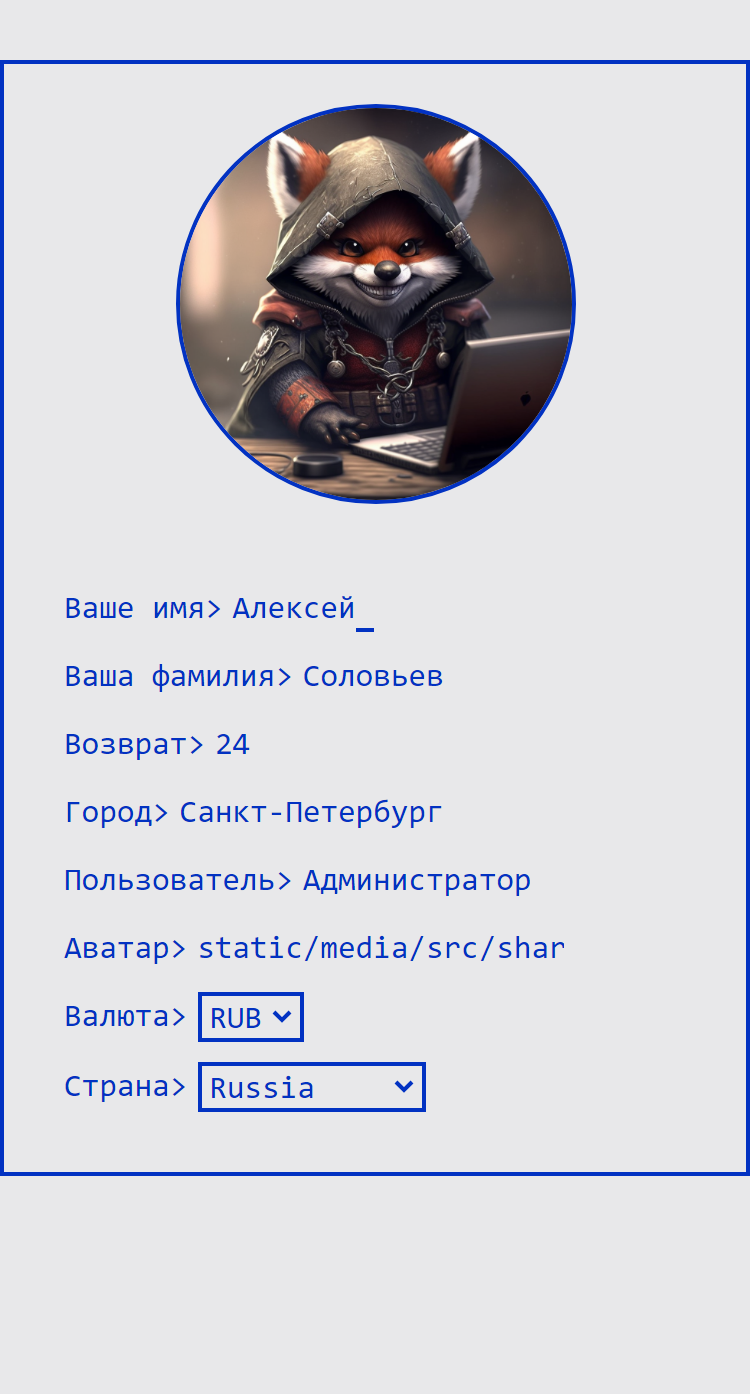 Ваше имя> Алексей_
Ваша фамилия> Соловьев
Возврат> 24
Город> Санкт-Петербург
Пользователь> Администратор
Аватар> static/media/src/shar
Валюта> RUB
Страна> Russia